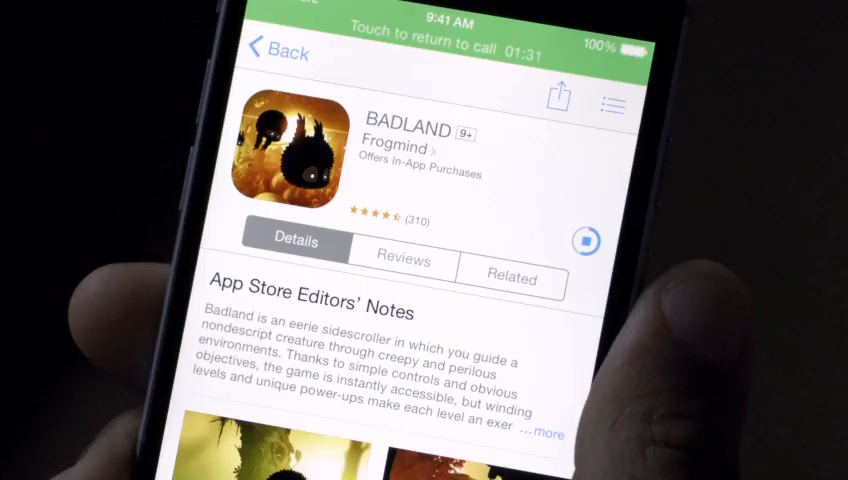 9:41 AM
100%
Touch to return to call 01:31
Back
BADLAND 9+
Frogmind
Offers In-App Purchases
(310)
Details
Reviews
Related
App Store Editors’ Notes
Badland is an eerie sidescroller in which you guide a
nondescript creature through creepy and perilous
environments. Thanks to simple controls and obvious
objectives, the game is instantly accessible, but winding
levels and unique power-ups make each level an exer ...more